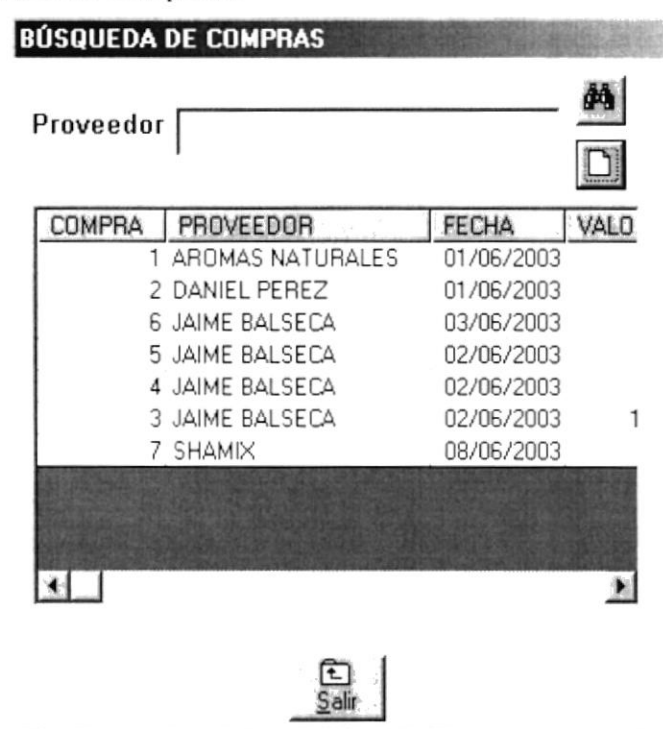 BÚSQUEDA DE COMPRAS
Proveedor
COMPRA PROVEEDOR FECHA VALO
1 AROMAS NATURALES 01/06/2003
2 DANIEL PEREZ 01/06/2003
6 JAIME BALSECA 03/06/2003
5 JAIME BALSECA 02/06/2003
4 JAIME BALSECA 02/06/2003
3 JAIME BALSECA 02/06/2003 1
7 SHAMIX 08/06/2003
Salir